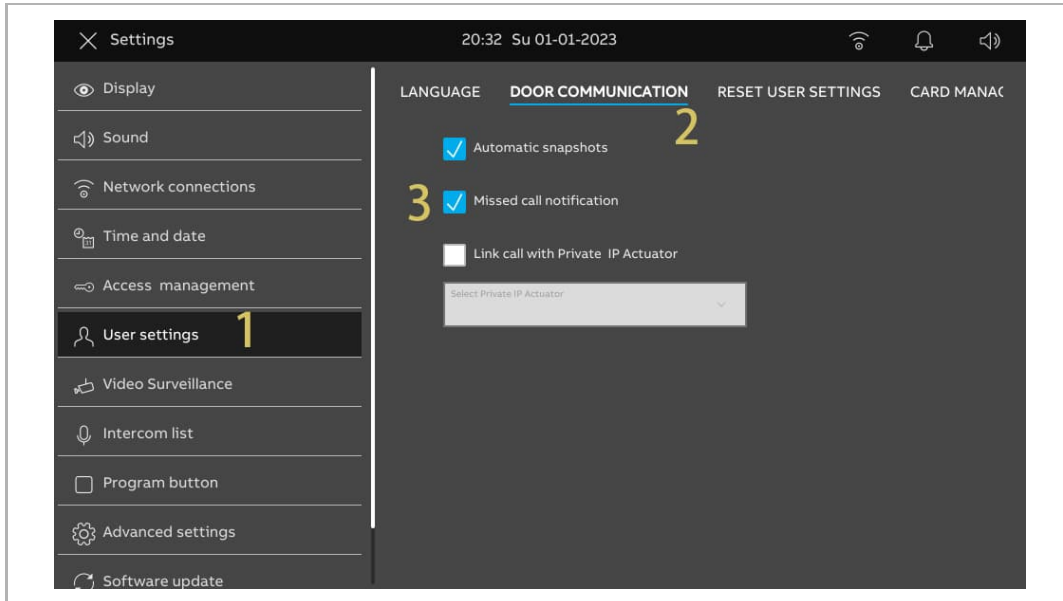 Settings
20:32 Su 01-01-2023
Display
Sound
Network connections
31
Time and date
Access management
User settings
1
Video Surveillance
Intercom list
Program button
Advanced settings
Software update
LANGUAGE DOOR COMMUNICATION RESET USER SETTINGS CARD MANAC
2
Automatic snapshots
3 Missed call notification
Link call with Private IP Actuator
Select Private IP Actuator